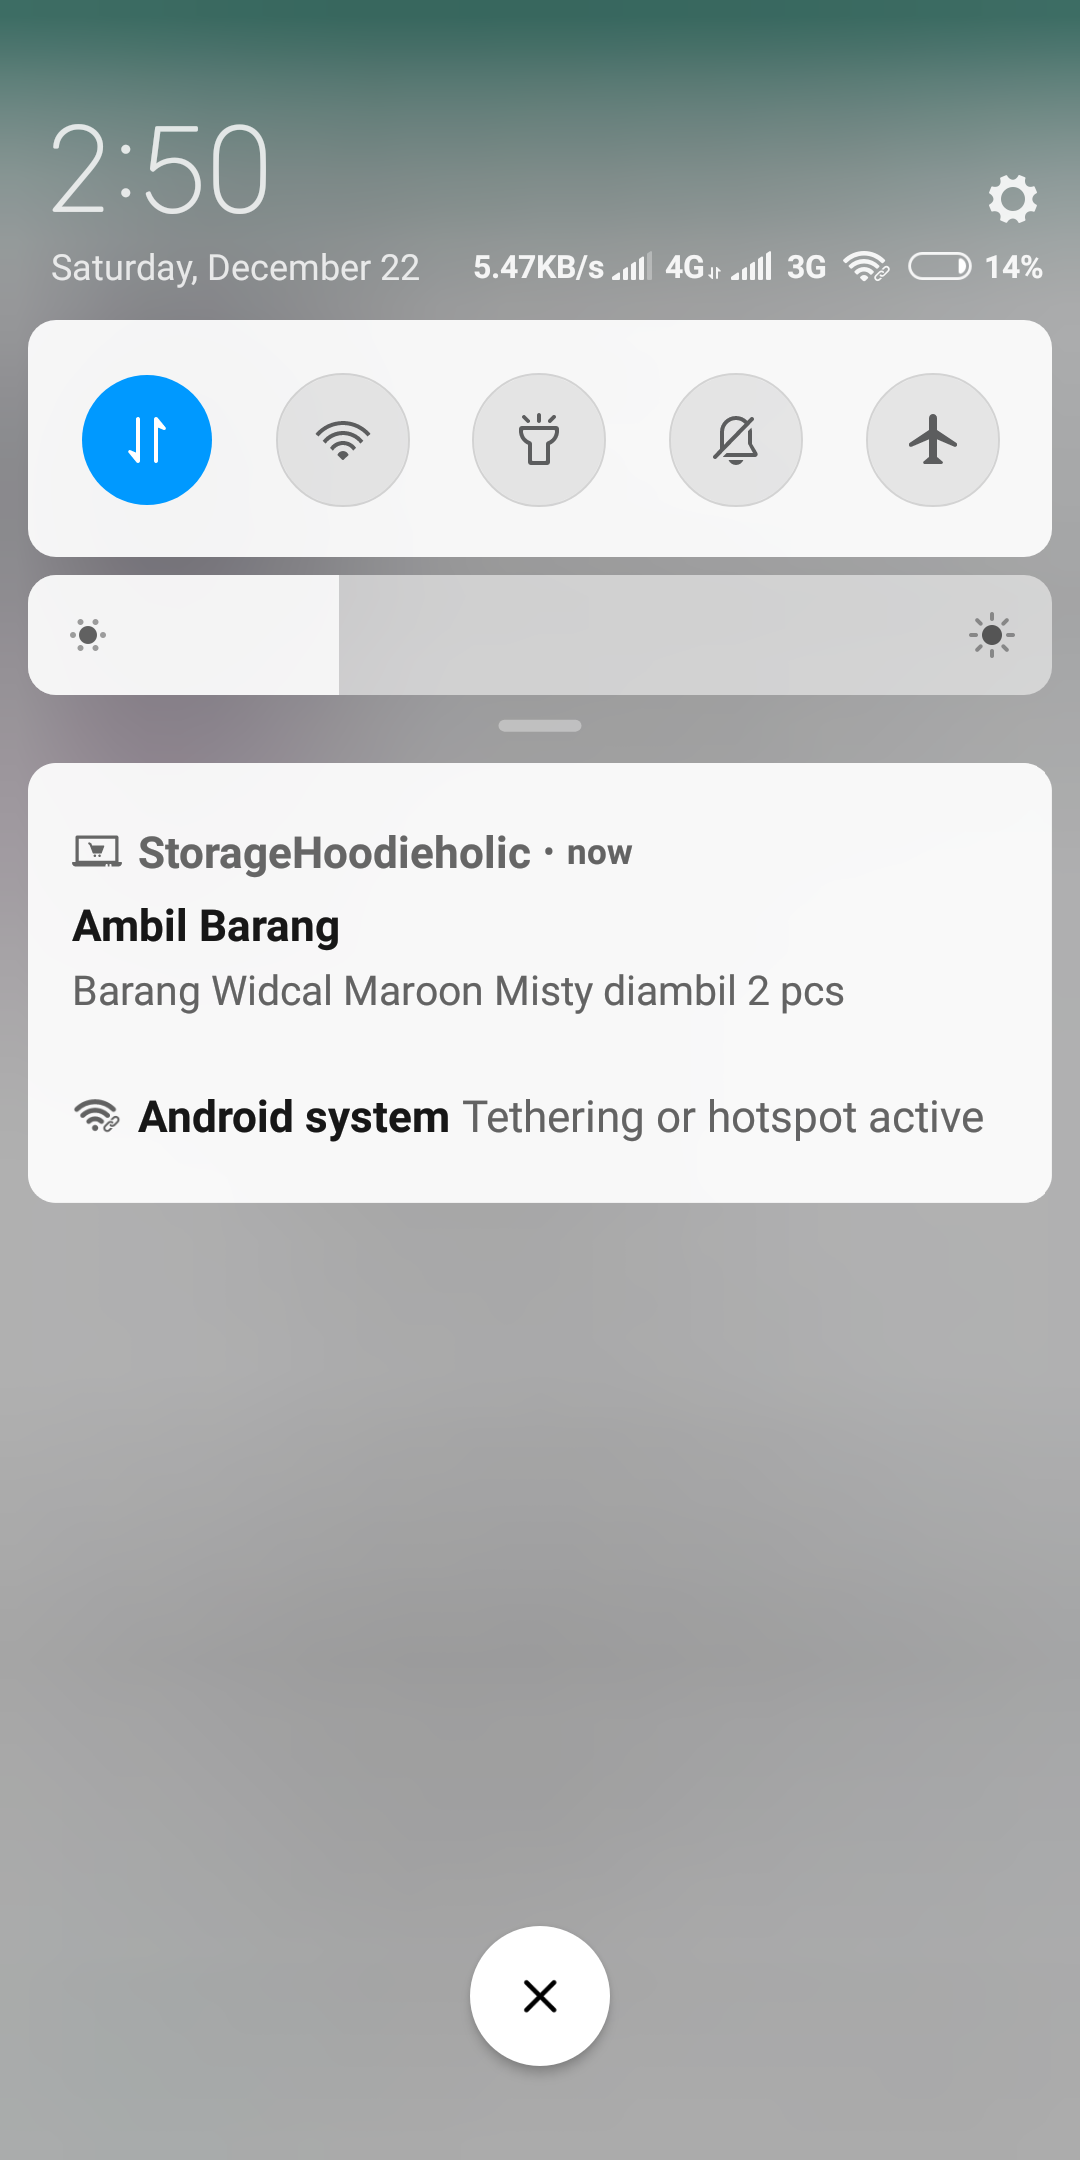 2:50
Saturday, December 22 5.47KB/s 4G 3G 14%
StorageHoodieholic · now
Ambil Barang
Barang Widcal Maroon Misty diambil 2 pcs
Android system Tethering or hotspot active